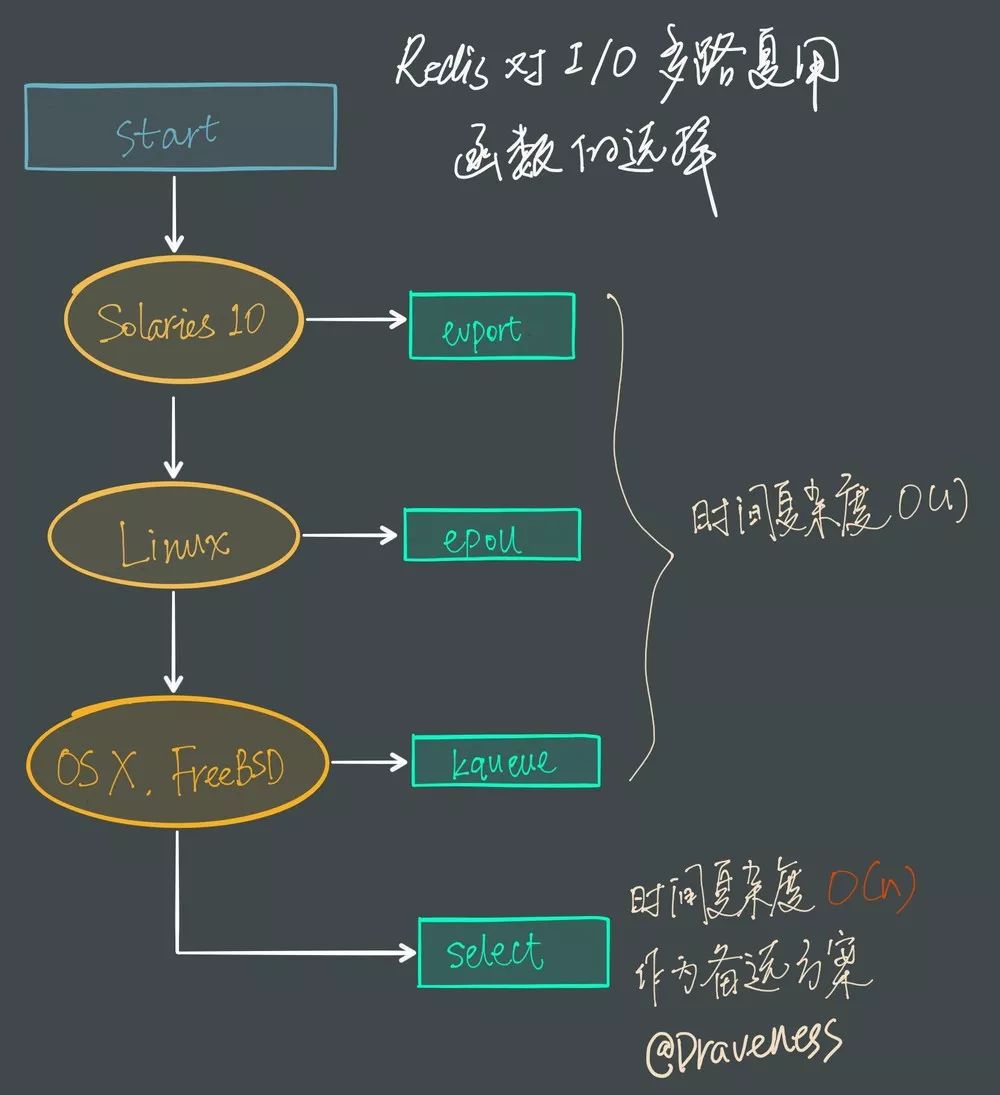 Redis 对 I/O 多路复用
函数的选择
start
Solaries 10
evport
Linux
epoll
时间复杂度 O(1)
OS X, FreeBSD
kqueue
select
时间复杂度 O(n)
作为备选方案
@Draveness